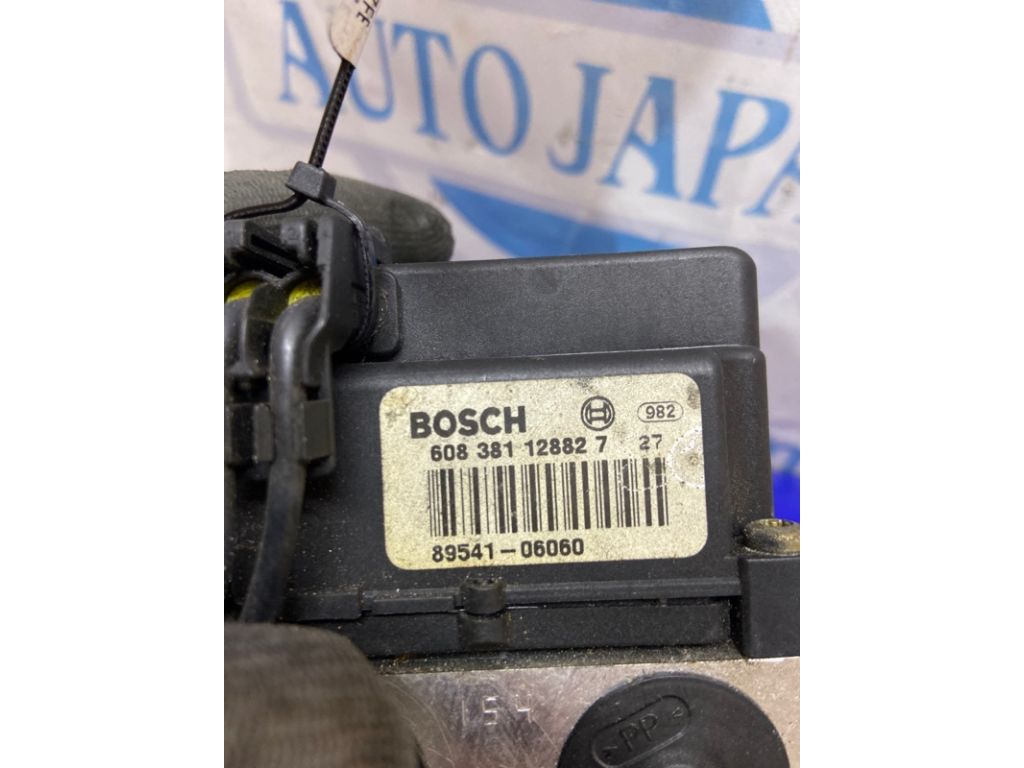 AUTO JAPA
BOSCH 982
608 381 12882 7 27
89541-06060
>PP<